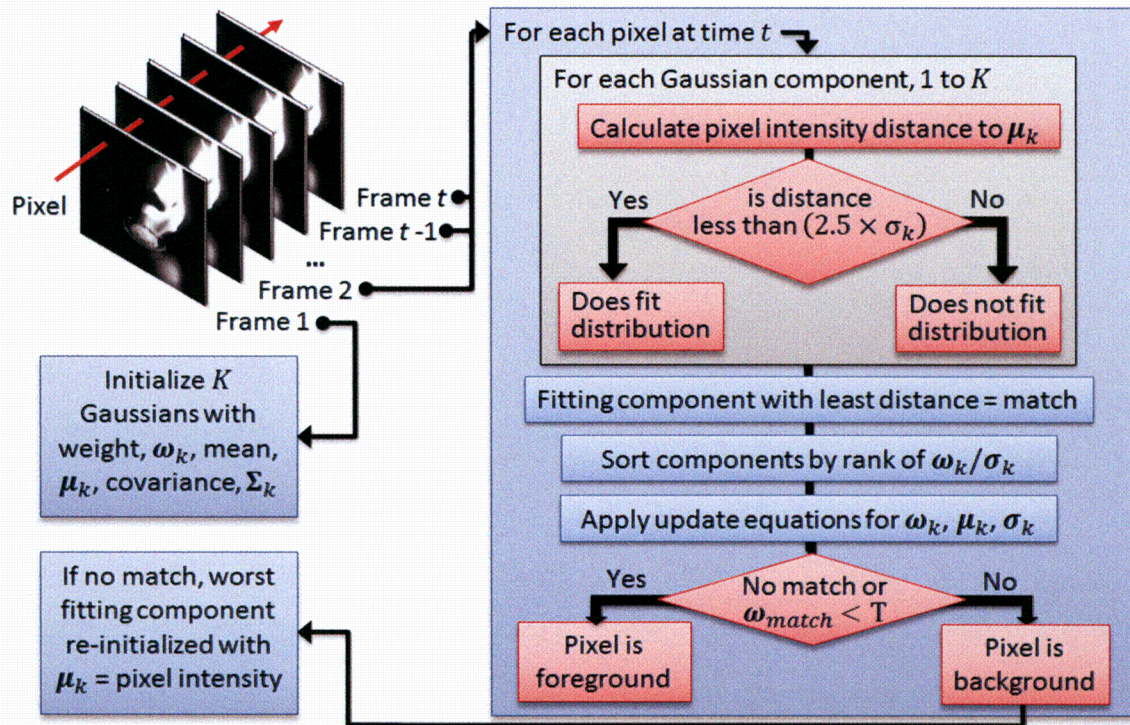 Pixel
Frame t
Frame t -1
...
Frame 2
Frame 1
Initialize K
Gaussians with
weight, ωₖ, mean,
μₖ, covariance, Σₖ
If no match, worst
fitting component
re-initialized with
μₖ = pixel intensity
For each pixel at time t
For each Gaussian component, 1 to K
Calculate pixel intensity distance to μₖ
Yes
is distance
less than (2.5 × σₖ)
No
Does fit
distribution
Does not fit
distribution
Fitting component with least distance = match
Sort components by rank of ωₖ/σₖ
Apply update equations for ωₖ, μₖ, σₖ
Yes
No match or
ω_match < T
No
Pixel is
foreground
Pixel is
background